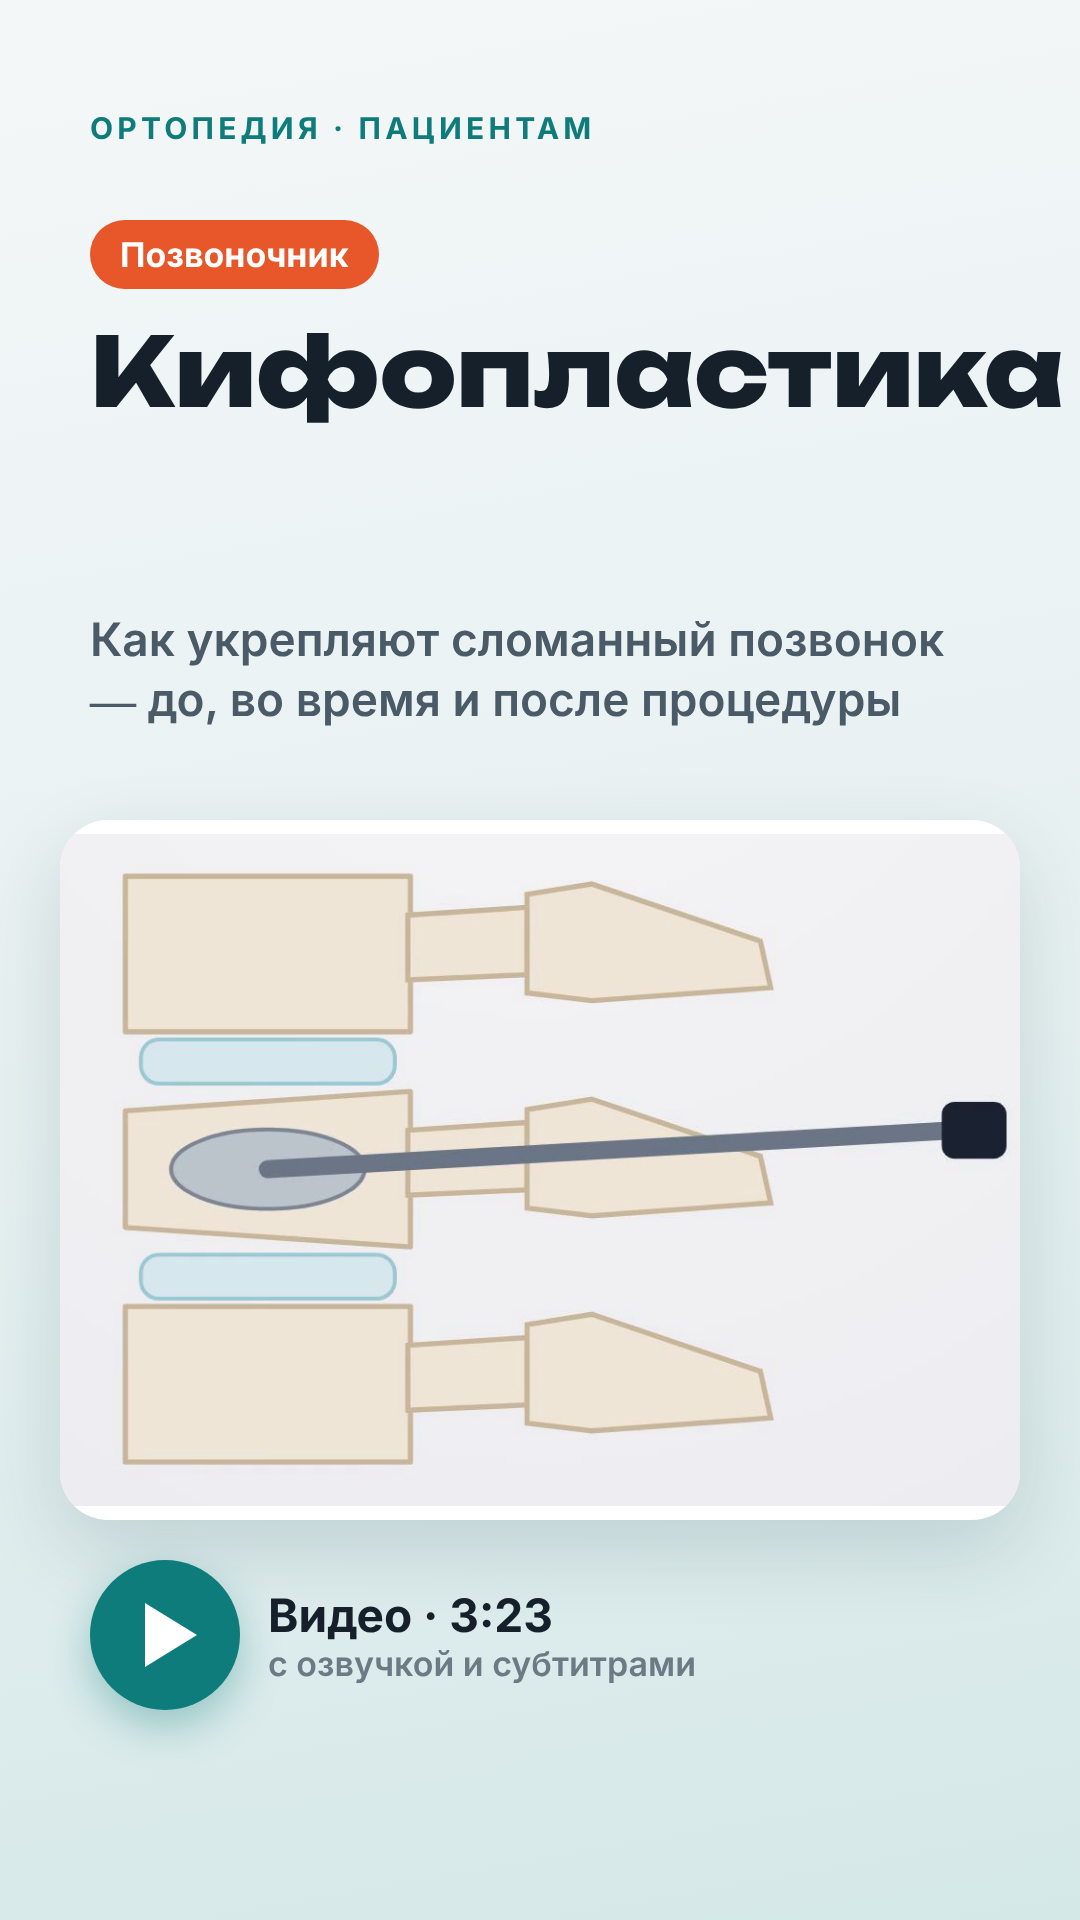 ОРТОПЕДИЯ · ПАЦИЕНТАМ
Позвоночник
Кифопластика
Как укрепляют сломанный позвонок
— до, во время и после процедуры
Видео · 3:23
с озвучкой и субтитрами